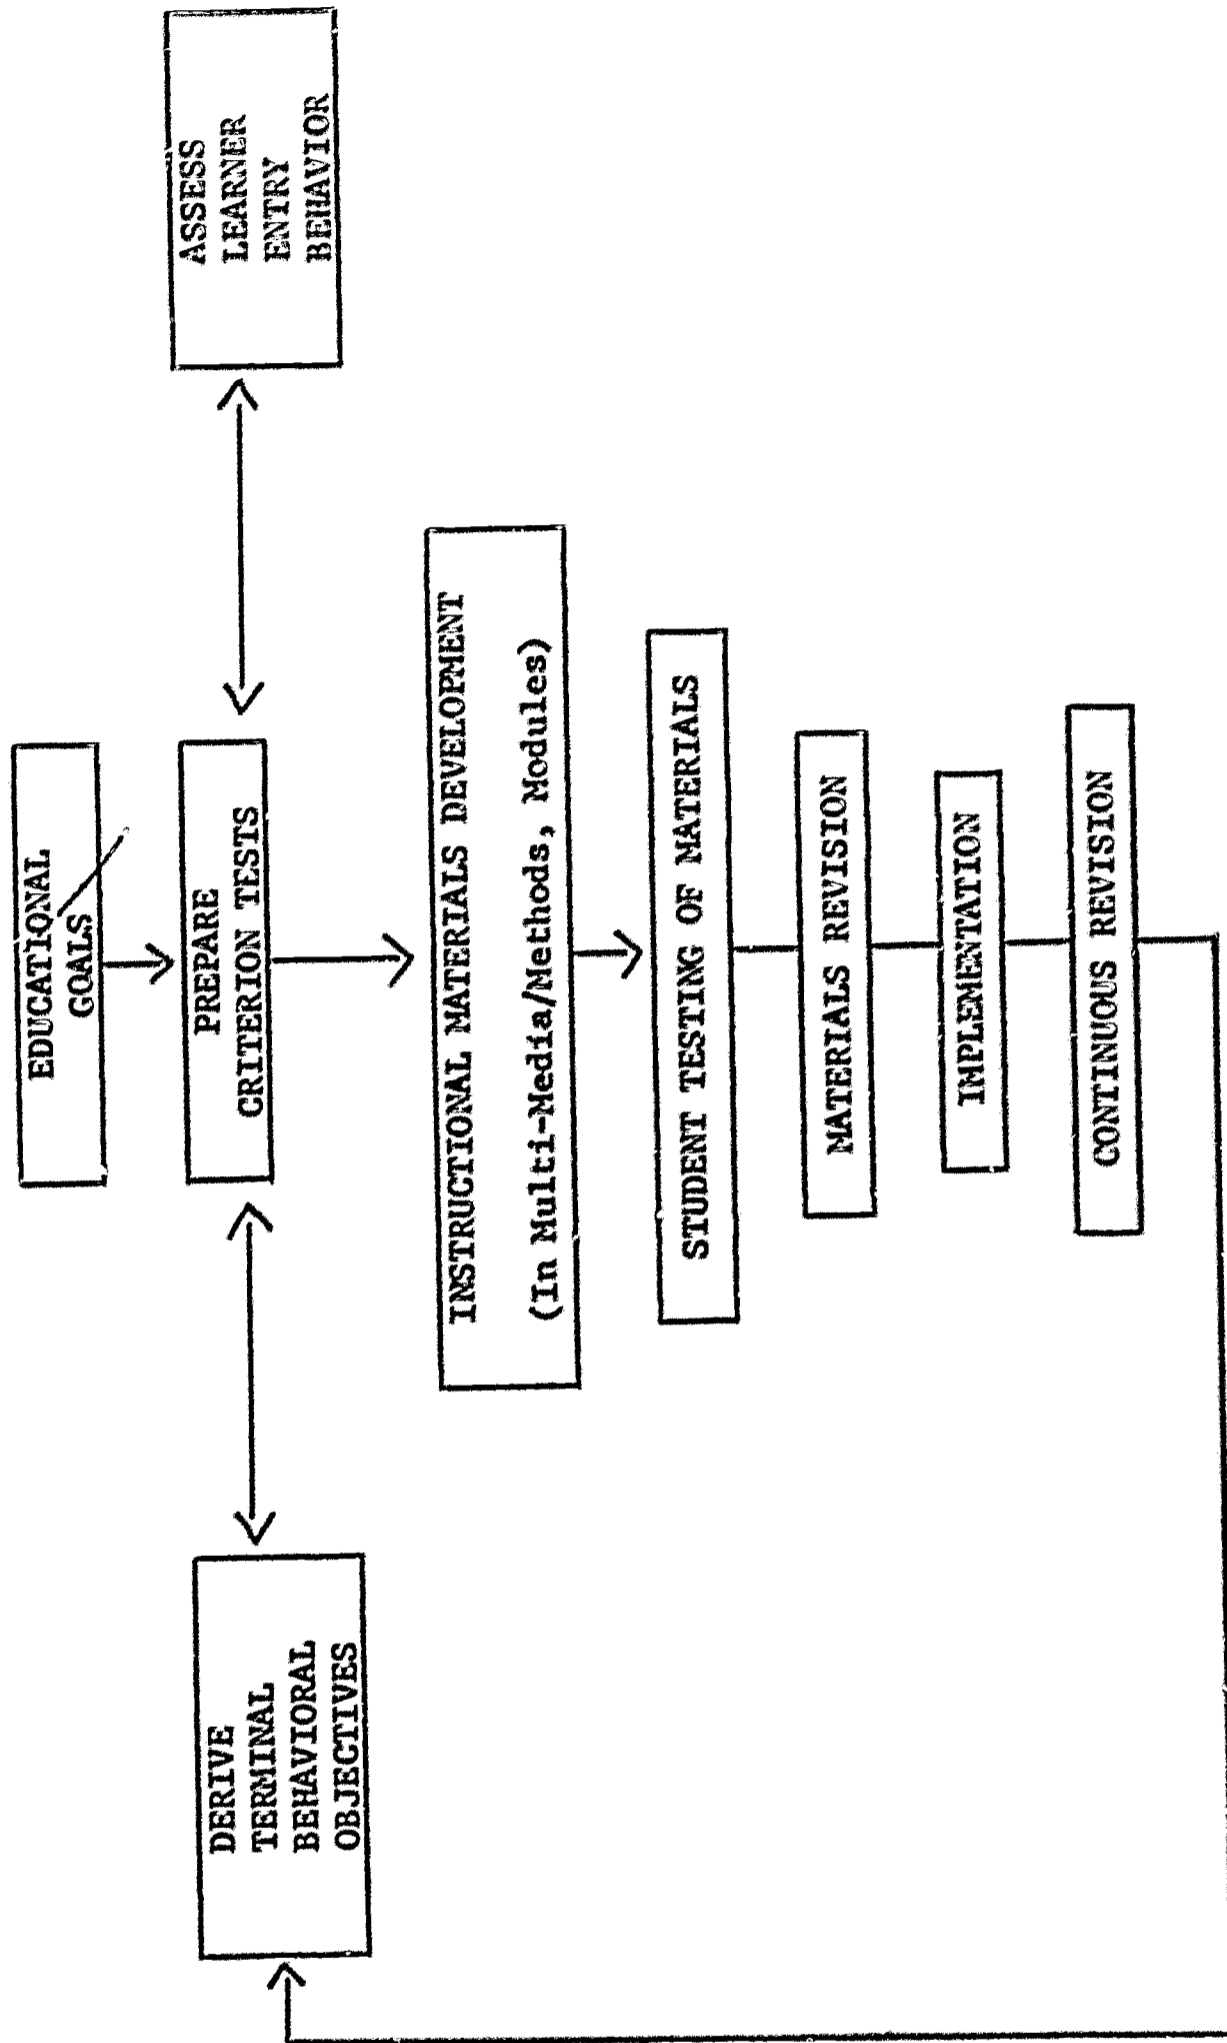 EDUCATIONAL
GOALS
DERIVE
TERMINAL
BEHAVIORAL
OBJECTIVES
PREPARE
CRITERION TESTS
ASSESS
LEARNER
ENTRY
BEHAVIOR
INSTRUCTIONAL MATERIALS DEVELOPMENT
(In Multi-Media/Methods, Modules)
STUDENT TESTING OF MATERIALS
MATERIALS REVISION
IMPLEMENTATION
CONTINUOUS REVISION